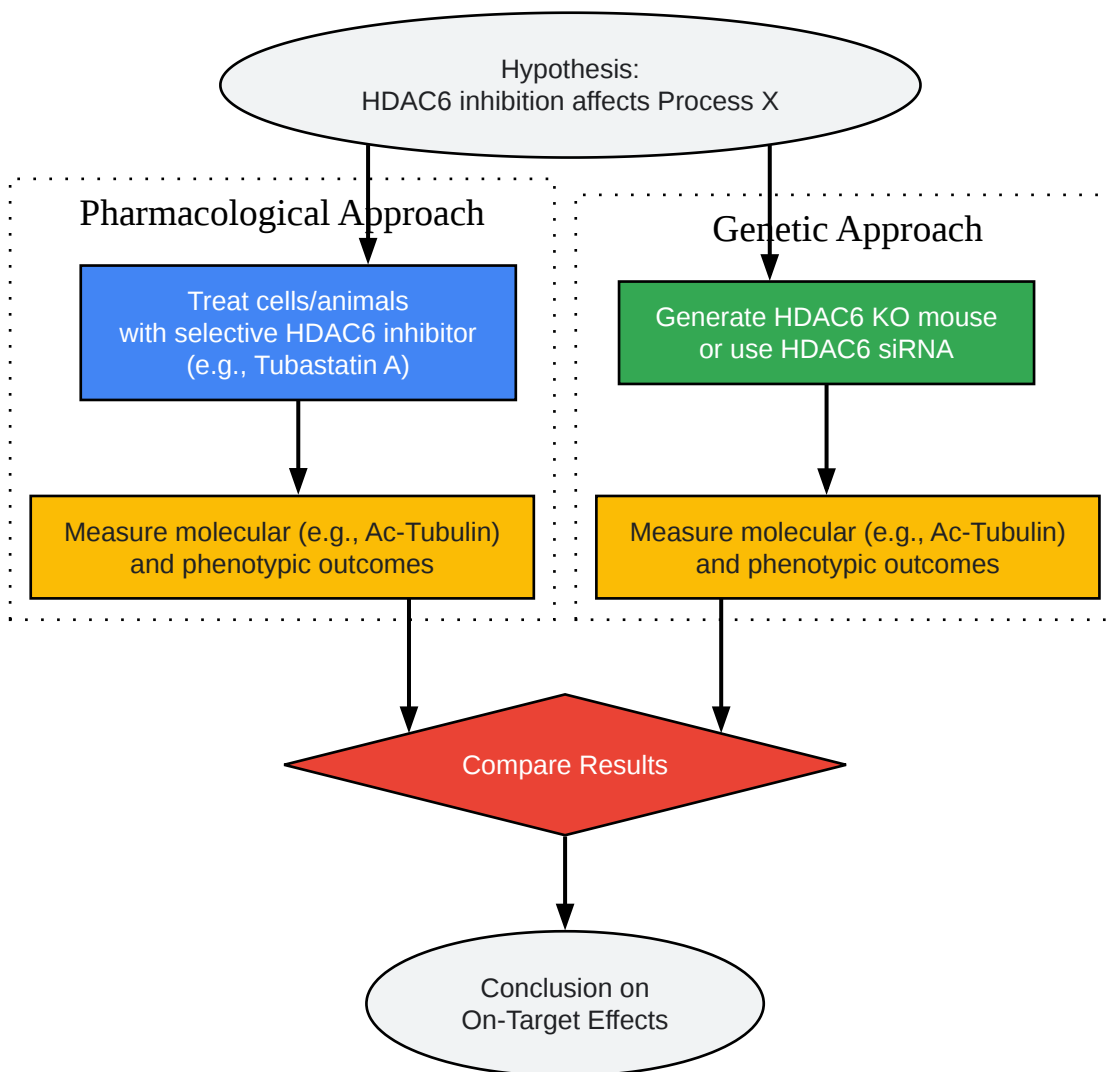 Hypothesis:
HDAC6 inhibition affects Process X
Pharmacological Approach
Genetic Approach
Treat cells/animals
with selective HDAC6 inhibitor
(e.g., Tubastatin A)
Generate HDAC6 KO mouse
or use HDAC6 siRNA
Measure molecular (e.g., Ac-Tubulin)
and phenotypic outcomes
Measure molecular (e.g., Ac-Tubulin)
and phenotypic outcomes
Compare Results
Conclusion on
On-Target Effects